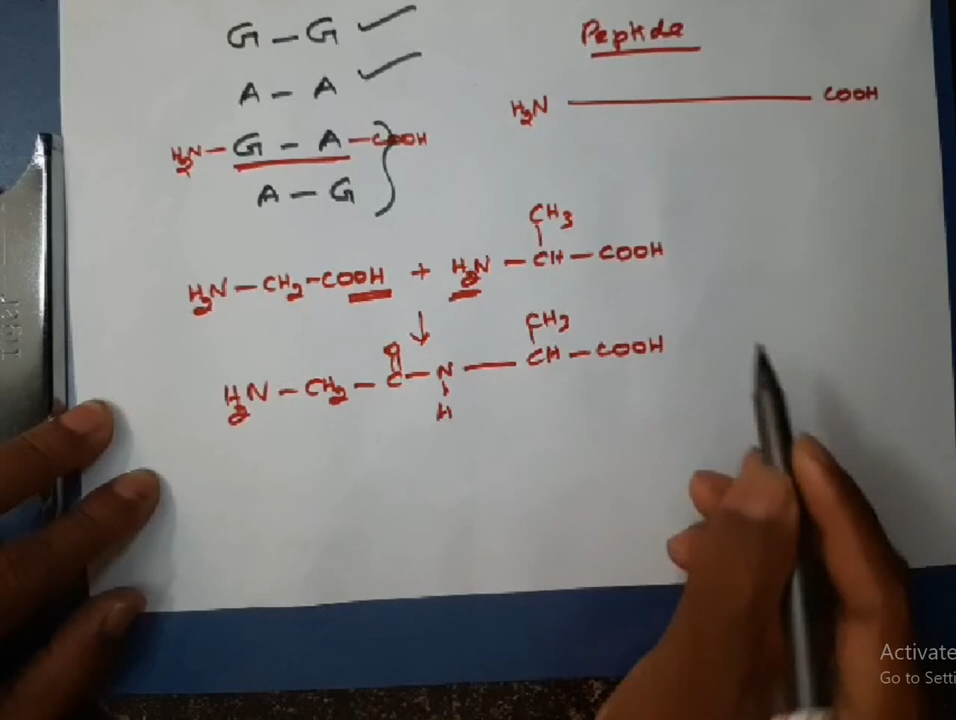 G - G ✓
Peptide
A - A ✓
H2N ——— COOH
H2N - G - A - COOH
A - G
CH3
H2N - CH2 - COOH + H2N - CH - COOH
↓
O CH3
H2N - CH2 - C - N - CH - COOH
H
Activate
Go to Setti